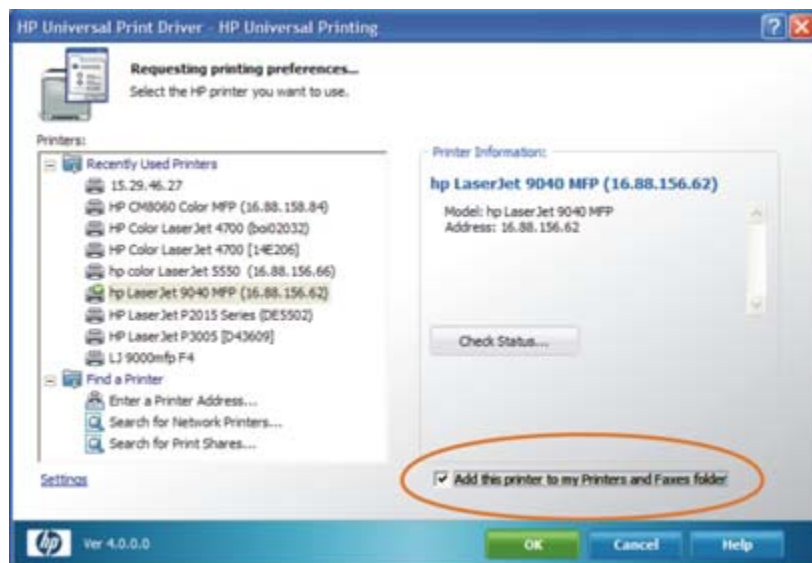 HP Universal Print Driver - HP Universal Printing
Requesting printing preferences...
Select the HP printer you want to use.
Printers:
Recently Used Printers
15.29.46.27
HP CM8060 Color MFP (16.88.158.84)
HP Color LaserJet 4700 (boi02032)
HP Color LaserJet 4700 [14E206]
hp color LaserJet 5550 (16.88.156.66)
hp LaserJet 9040 MFP (16.88.156.62)
HP LaserJet P2015 Series (DE5502)
HP LaserJet P3005 [D43609]
LJ 9000mfp F4
Find a Printer
Enter a Printer Address...
Search for Network Printers...
Search for Print Shares...
Settings
Printer Information:
hp LaserJet 9040 MFP (16.88.156.62)
Model: hp LaserJet 9040 MFP
Address: 16.88.156.62
Check Status...
Add this printer to my Printers and Faxes folder
hp Ver 4.0.0.0
OK Cancel Help